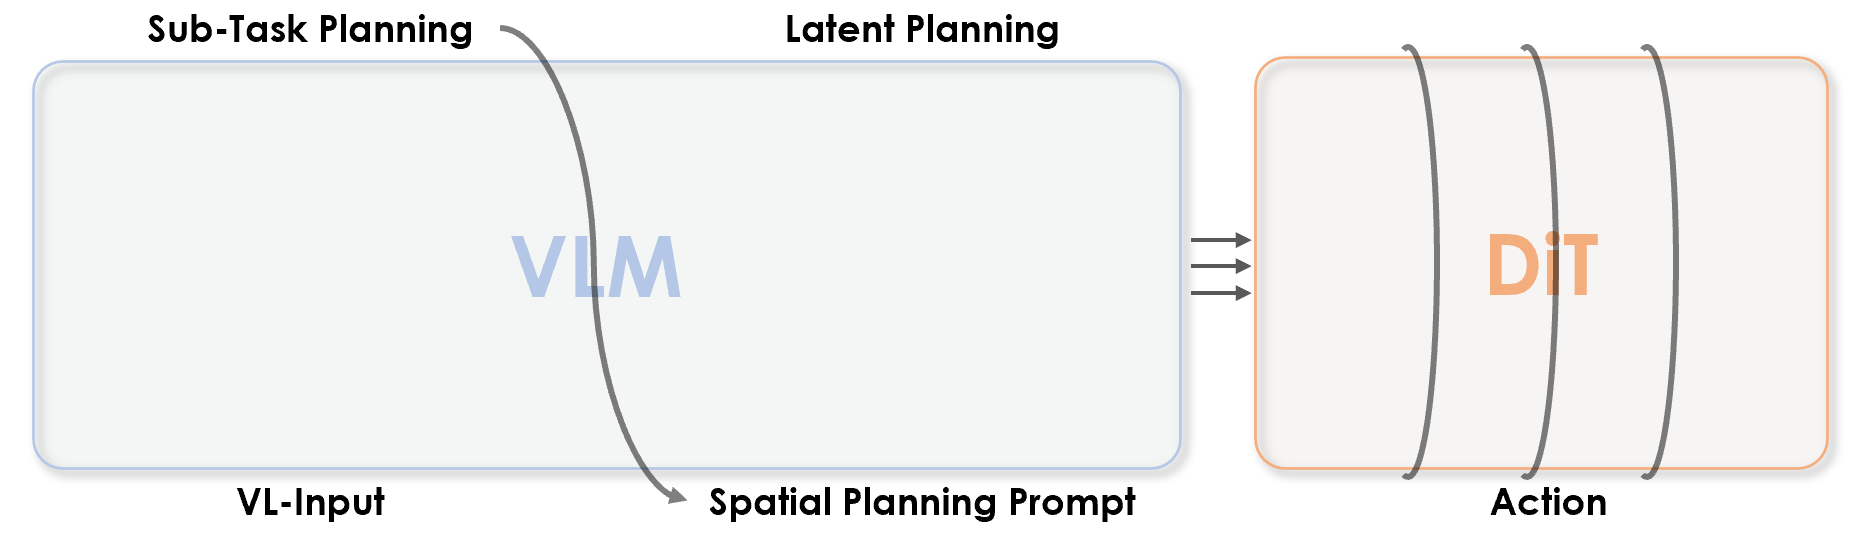 Sub-Task Planning
Latent Planning
VLM
DiT
VL-Input
Spatial Planning Prompt
Action